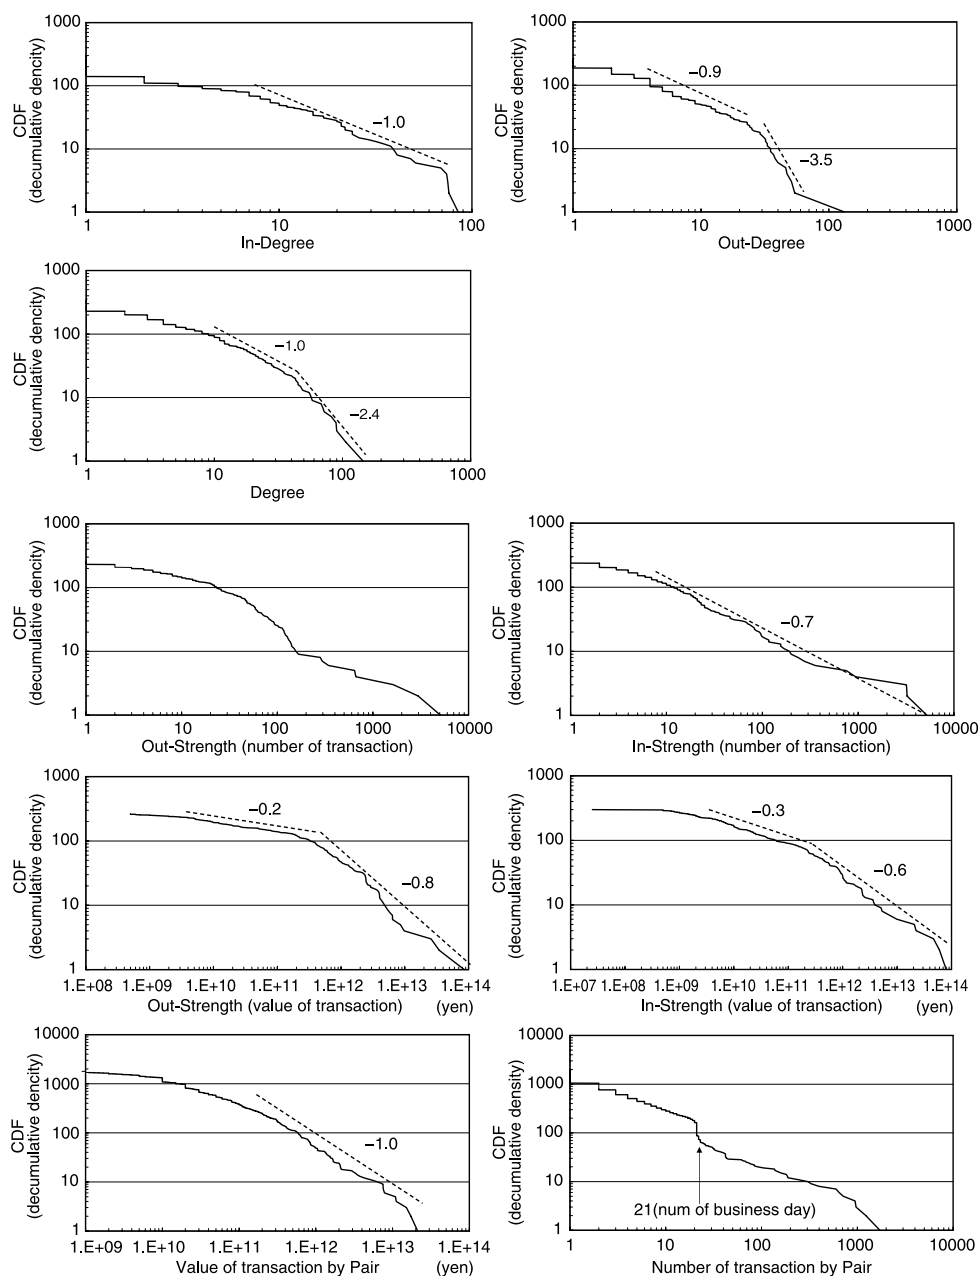 CDF
(decumulative dencity)
1000
100
10
1
−1.0
1 10 100
In-Degree
CDF
(decumulative dencity)
1000
100
10
1
−0.9
−3.5
1 10 100 1000
Out-Degree
CDF
(decumulative dencity)
1000
100
10
1
−1.0
−2.4
1 10 100 1000
Degree
CDF
(decumulative dencity)
1000
100
10
1
1 10 100 1000 10000
Out-Strength (number of transaction)
CDF
(decumulative dencity)
1000
100
10
1
−0.7
1 10 100 1000 10000
In-Strength (number of transaction)
CDF
(decumulative dencity)
1000
100
10
1
−0.2
−0.8
1.E+08 1.E+09 1.E+10 1.E+11 1.E+12 1.E+13 1.E+14
Out-Strength (value of transaction) (yen)
CDF
(decumulative dencity)
1000
100
10
1
−0.3
−0.6
1.E+07 1.E+08 1.E+09 1.E+10 1.E+11 1.E+12 1.E+13 1.E+14
In-Strength (value of transaction) (yen)
CDF
(decumulative dencity)
10000
1000
100
10
1
−1.0
1.E+09 1.E+10 1.E+11 1.E+12 1.E+13 1.E+14
Value of transaction by Pair (yen)
CDF
(decumulative density)
10000
1000
100
10
1
21(num of business day)
1 10 100 1000 10000
Number of transaction by Pair